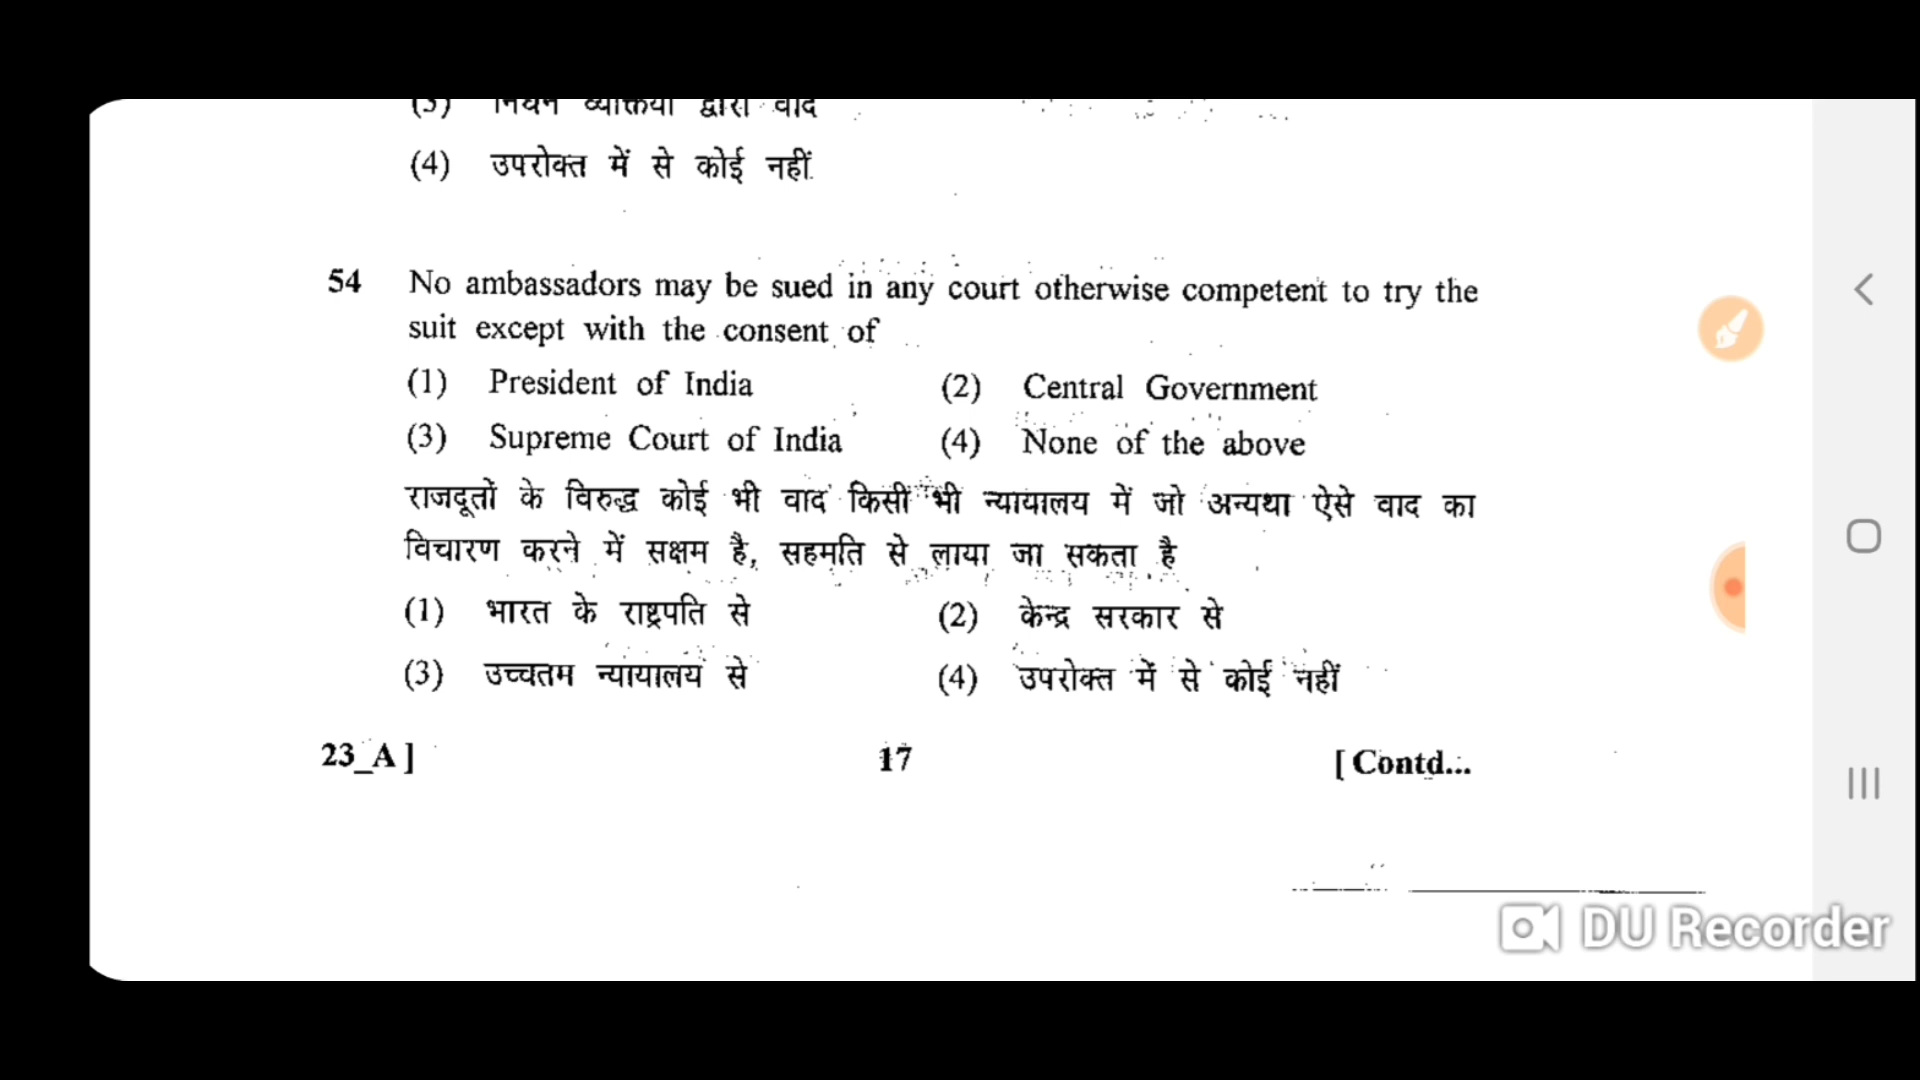 (3) निर्धन व्यक्तियों द्वारा वाद
(4) उपरोक्त में से कोई नहीं
54 No ambassadors may be sued in any court otherwise competent to try the
suit except with the consent of
(1) President of India (2) Central Government
(3) Supreme Court of India (4) None of the above
राजदूतों के विरुद्ध कोई भी वाद किसी भी न्यायालय में जो अन्यथा ऐसे वाद का
विचारण करने में सक्षम है, सहमति से लाया जा सकता है
(1) भारत के राष्ट्रपति से (2) केन्द्र सरकार से
(3) उच्चतम न्यायालय से (4) उपरोक्त में से कोई नहीं
23_A ] 17 [ Contd...
DU Recorder